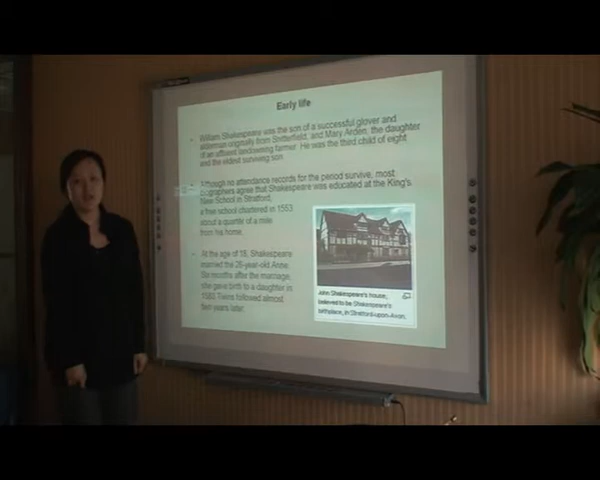 Early life
William Shakespeare was the son of a successful glover and
alderman originally from Snitterfield, and Mary Arden, the daughter
of an affluent landowning farmer. He was the third child of eight
and the eldest surviving son
Although no attendance records for the period survive, most
biographers agree that Shakespeare was educated at the King's
New School in Stratford,
a free school chartered in 1553
about a quarter of a mile
from his home.
At the age of 18, Shakespeare
married the 26-year-old Anne
Six months after the marriage,
she gave birth to a daughter in
1583 Twins followed almost
two years later.
John Shakespeare's house,
believed to be Shakespeare's
birthplace, in Stratford-upon-Avon.